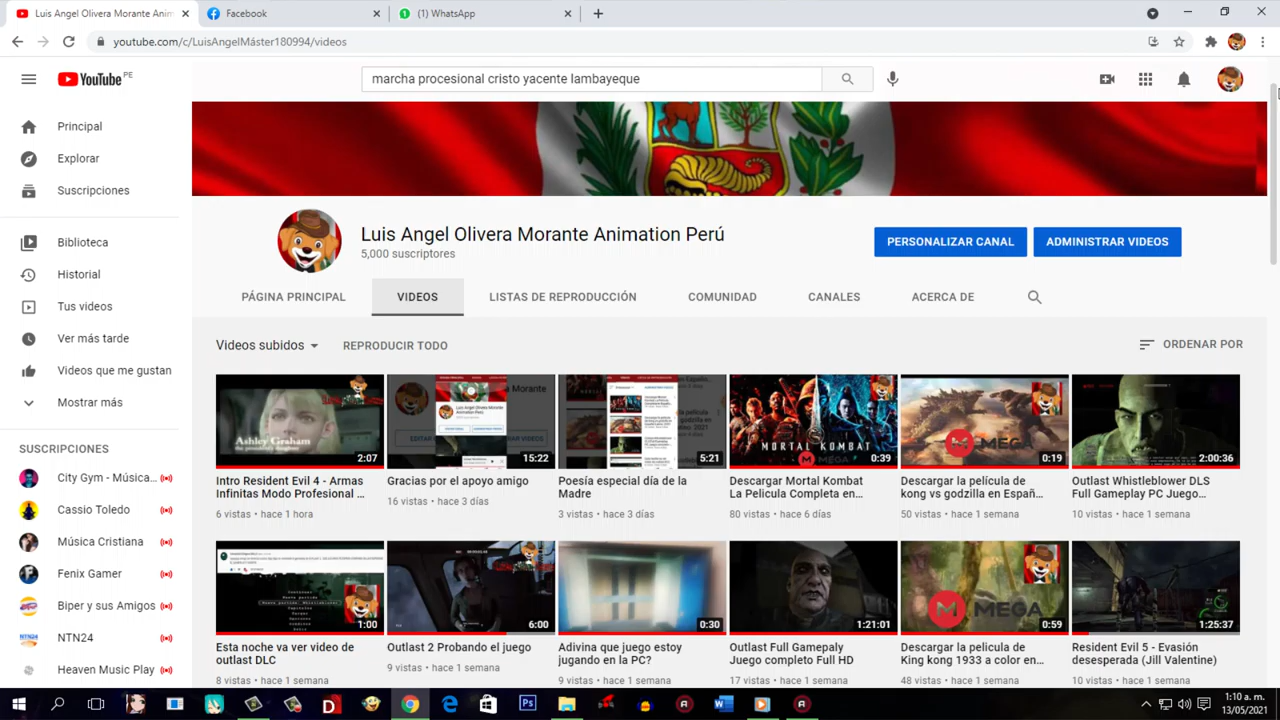 Luis Angel Olivera Morante Anim
Facebook
(1) WhatsApp
youtube.com/c/LuisAngelMáster180994/videos
YouTube PE
marcha procesional cristo yacente lambayeque
Principal
Explorar
Suscripciones
Biblioteca
Historial
Tus videos
Ver más tarde
Videos que me gustan
Mostrar más
SUSCRIPCIONES
City Gym - Música...
Cassio Toledo
Música Cristiana
Fenix Gamer
Biper y sus Amigos
NTN24
Heaven Music Play
Luis Angel Olivera Morante Animation Perú
5,000 suscriptores
PERSONALIZAR CANAL
ADMINISTRAR VIDEOS
PÁGINA PRINCIPAL
VIDEOS
LISTAS DE REPRODUCCIÓN
COMUNIDAD
CANALES
ACERCA DE
Videos subidos
REPRODUCIR TODO
ORDENAR POR
Ashley Graham
2:07
15:22
5:21
MORTAL KOMBAT
0:39
0:19
2:00:36
Intro Resident Evil 4 - Armas
Infinitas Modo Profesional ...
6 vistas • hace 1 hora
Gracias por el apoyo amigo
16 vistas • hace 3 días
Poesía especial día de la
Madre
3 vistas • hace 3 días
Descargar Mortal Kombat
La Pelicula Completa en...
80 vistas • hace 6 días
Descargar la película de
kong vs godzilla en Españ...
50 vistas • hace 1 semana
Outlast Whistleblower DLS
Full Gameplay PC Juego...
10 vistas • hace 1 semana
1:00
6:00
0:30
1:21:01
0:59
1:25:37
Esta noche va ver video de
outlast DLC
8 vistas • hace 1 semana
Outlast 2 Probando el juego
9 vistas • hace 1 semana
Adivina que juego estoy
jugando en la PC?
9 vistas • hace 1 semana
Outlast Full Gamepaly
Juego completo Full HD
17 vistas • hace 1 semana
Descargar la película de
King kong 1933 a color en...
48 vistas • hace 1 semana
Resident Evil 5 - Evasión
desesperada (Jill Valentine)
10 vistas • hace 1 semana
1:10 a. m.
13/05/2021